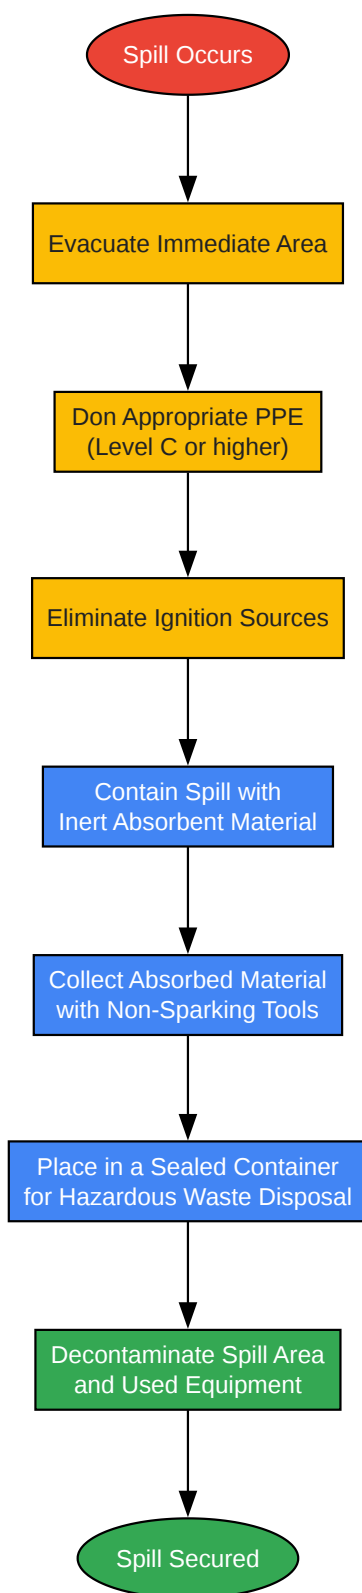 Spill Occurs
Evacuate Immediate Area
Don Appropriate PPE
(Level C or higher)
Eliminate Ignition Sources
Contain Spill with
Inert Absorbent Material
Collect Absorbed Material
with Non-Sparking Tools
Place in a Sealed Container
for Hazardous Waste Disposal
Decontaminate Spill Area
and Used Equipment
Spill Secured